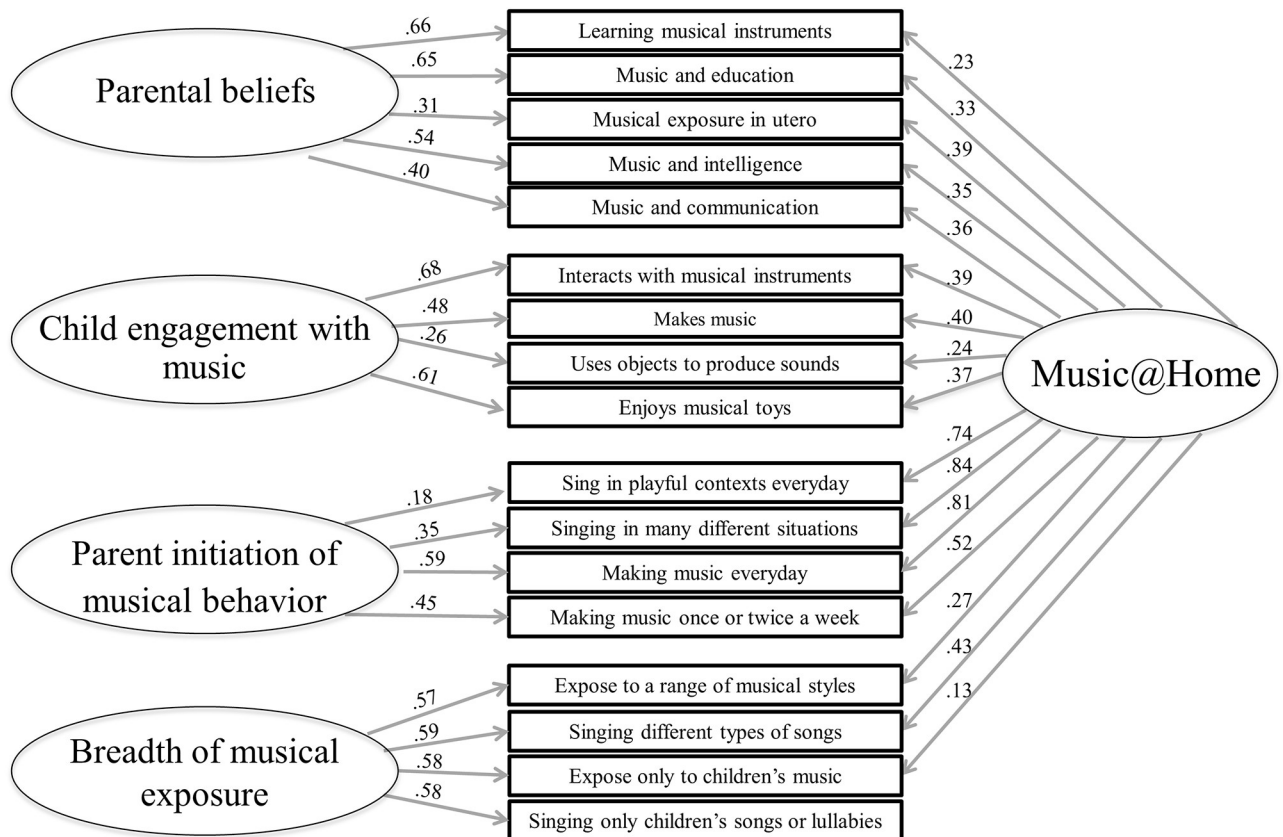 .66
Learning musical instruments
.23
Parental beliefs
.65
Music and education
.33
.31
Musical exposure in utero
.39
.54
Music and intelligence
.35
.40
Music and communication
.36
Child engagement with
music
.68
Interacts with musical instruments
.39
.48
Makes music
.40
.26
Uses objects to produce sounds
.24
.61
Enjoys musical toys
.37
Music@Home
Parent initiation of
musical behavior
.18
Sing in playful contexts everyday
.74
.35
Singing in many different situations
.84
.59
Making music everyday
.81
.45
Making music once or twice a week
.52
Breadth of musical
exposure
.57
Expose to a range of musical styles
.27
.59
Singing different types of songs
.43
.58
Expose only to children’s music
.13
.58
Singing only children’s songs or lullabies